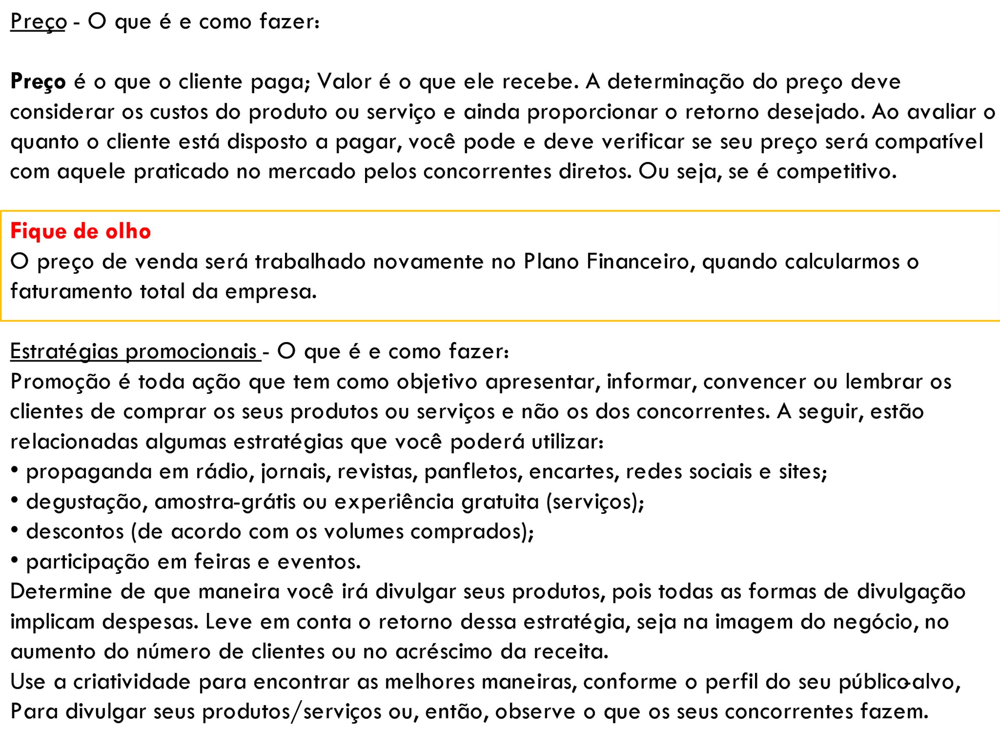 Preço - O que é e como fazer:
Preço é o que o cliente paga; Valor é o que ele recebe. A determinação do preço deve
considerar os custos do produto ou serviço e ainda proporcionar o retorno desejado. Ao avaliar o
quanto o cliente está disposto a pagar, você pode e deve verificar se seu preço será compatível
com aquele praticado no mercado pelos concorrentes diretos. Ou seja, se é competitivo.
Fique de olho
O preço de venda será trabalhado novamente no Plano Financeiro, quando calcularmos o
faturamento total da empresa.
Estratégias promocionais - O que é e como fazer:
Promoção é toda ação que tem como objetivo apresentar, informar, convencer ou lembrar os
clientes de comprar os seus produtos ou serviços e não os dos concorrentes. A seguir, estão
relacionadas algumas estratégias que você poderá utilizar:
• propaganda em rádio, jornais, revistas, panfletos, encartes, redes sociais e sites;
• degustação, amostra-grátis ou experiência gratuita (serviços);
• descontos (de acordo com os volumes comprados);
• participação em feiras e eventos.
Determine de que maneira você irá divulgar seus produtos, pois todas as formas de divulgação
implicam despesas. Leve em conta o retorno dessa estratégia, seja na imagem do negócio, no
aumento do número de clientes ou no acréscimo da receita.
Use a criatividade para encontrar as melhores maneiras, conforme o perfil do seu público-alvo,
Para divulgar seus produtos/serviços ou, então, observe o que os seus concorrentes fazem.